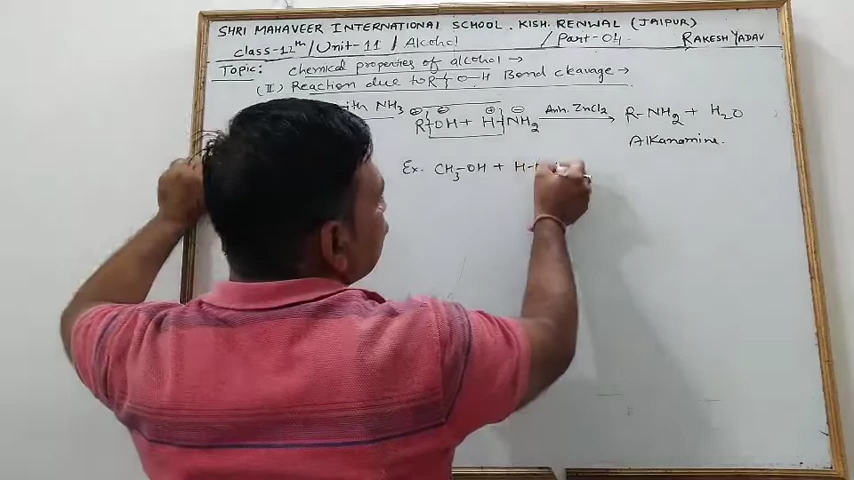 SHRI MAHAVEER INTERNATIONAL SCHOOL. KISH. RENWAL (JAIPUR)
Class-12th/Unit-11/Alcohol /Part-04. RAKESH YADAV
TOPIC:- chemical properties of alcohol →
(II) Reaction due to R-O-H Bond cleavage →
with NH3 R-OH + H-NH2 Anh. ZnCl2 → R-NH2 + H2O
Alkanamine.
Ex. CH3-OH + H-